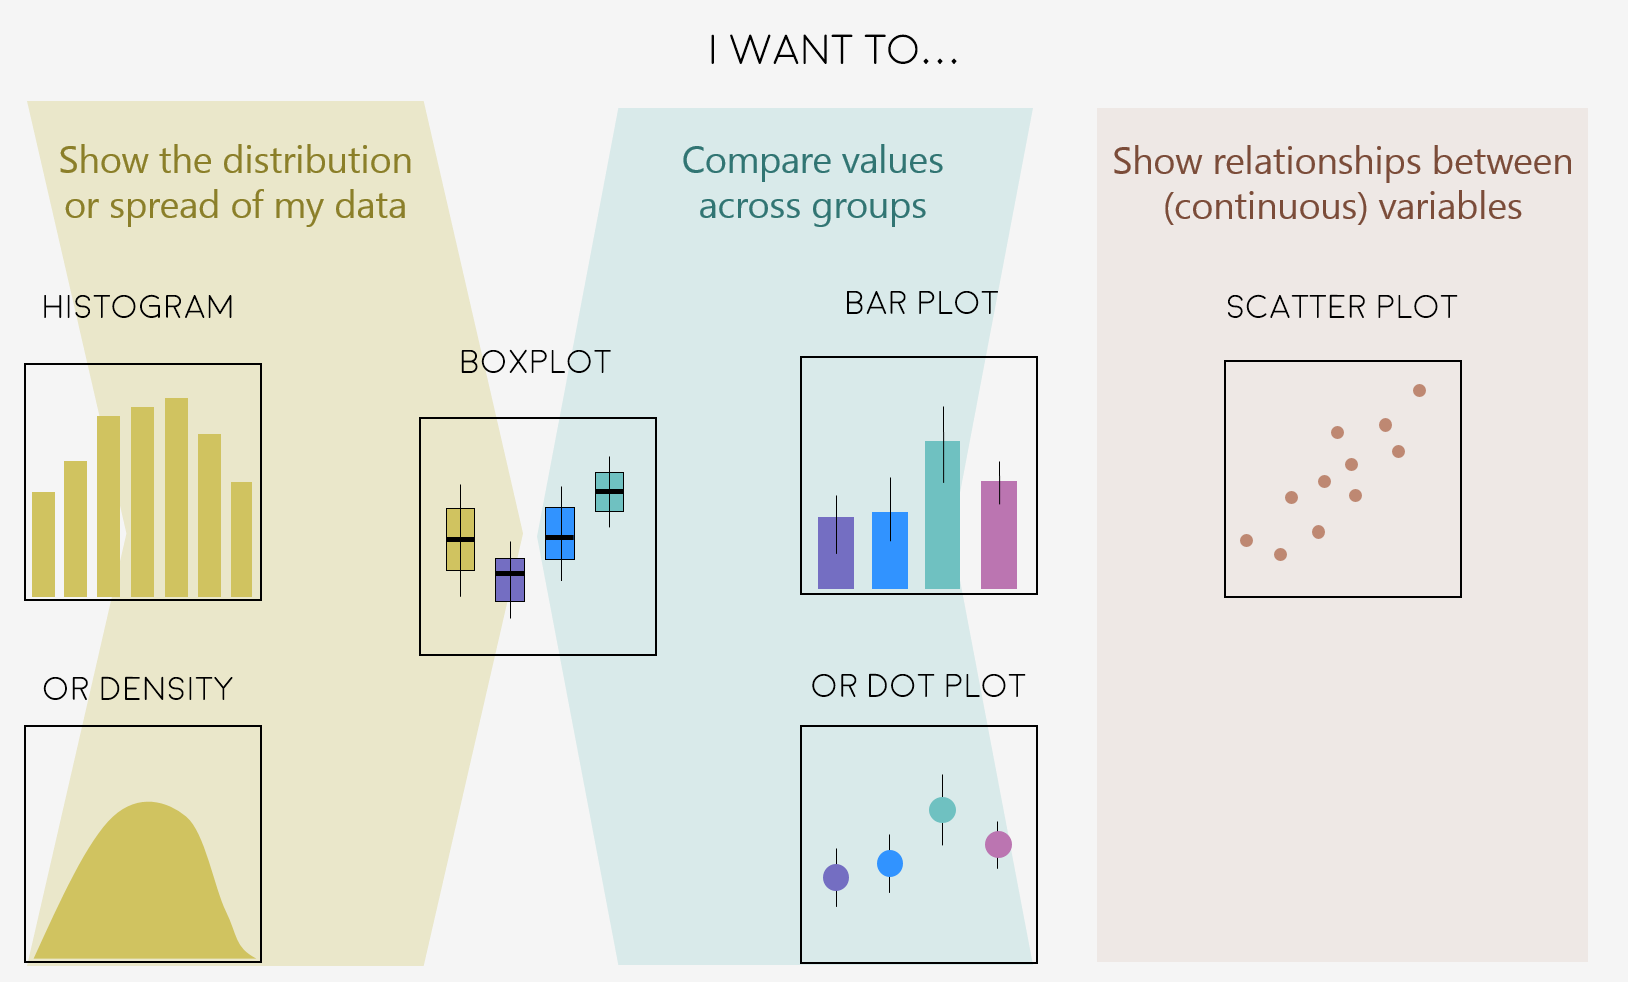 I WANT TO...
Show the distribution
or spread of my data
Compare values
across groups
Show relationships between
(continuous) variables
HISTOGRAM
BOXPLOT
BAR PLOT
SCATTER PLOT
OR DENSITY
OR DOT PLOT